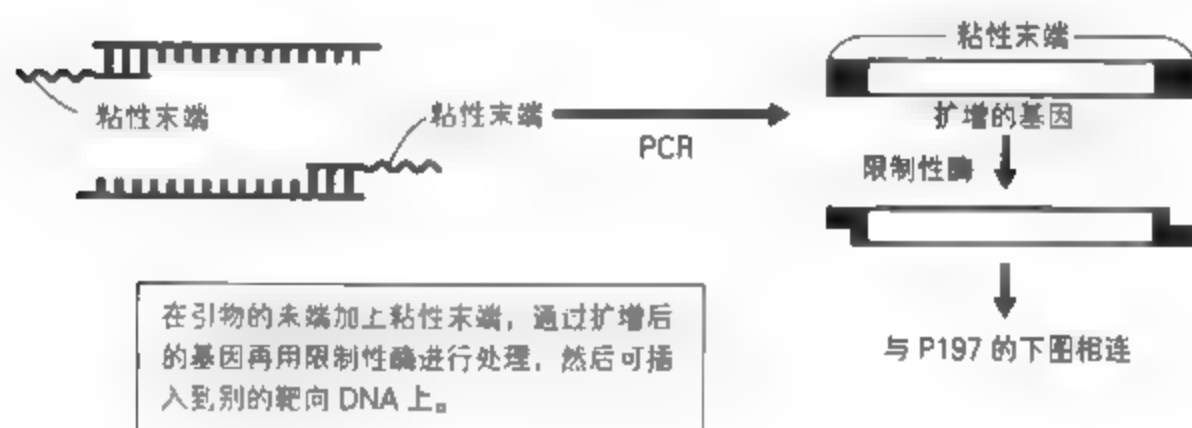 粘性末端
粘性末端
粘性末端
PCR
扩增的基因
限制性酶
与 P197 的下图相连
在引物的末端加上粘性末端，通过扩增后
的基因再用限制性酶进行处理，然后可插
入到别的靶向 DNA 上。